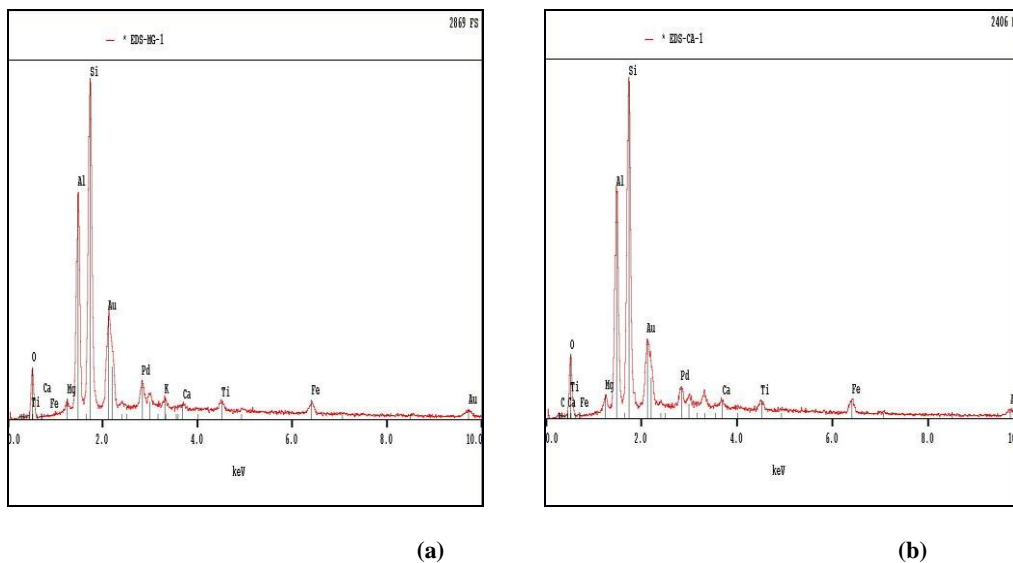 2869 FS
* EDS-MG-1
Si
Al
Au
O
Pd
K
Ca
Mg
Ca
Ti
Fe
Ti
Fe
Au
0.0 2.0 4.0 6.0 8.0 10.0
keV
(a)
2406
* EDS-CA-1
Si
Al
Au
O
Pd
Ti
Mg
Ca
Ti
Fe
C Ca Fe
0.0 2.0 4.0 6.0 8.0
keV
(b)